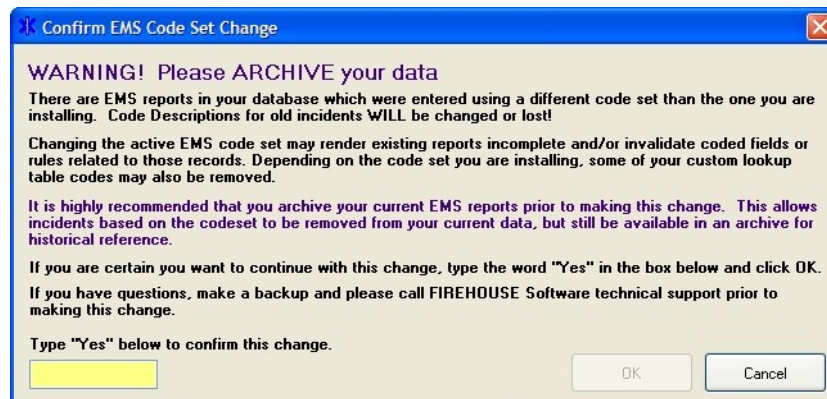 Confirm EMS Code Set Change
WARNING! Please ARCHIVE your data
There are EMS reports in your database which were entered using a different code set than the one you are
installing. Code Descriptions for old incidents WILL be changed or lost!
Changing the active EMS code set may render existing reports incomplete and/or invalidate coded fields or
rules related to those records. Depending on the code set you are installing, some of your custom lookup
table codes may also be removed.
It is highly recommended that you archive your current EMS reports prior to making this change. This allows
incidents based on the codeset to be removed from your current data, but still be available in an archive for
historical reference.
If you are certain you want to continue with this change, type the word "Yes" in the box below and click OK.
If you have questions, make a backup and please call FIREHOUSE Software technical support prior to
making this change.
Type "Yes" below to confirm this change.
OK
Cancel